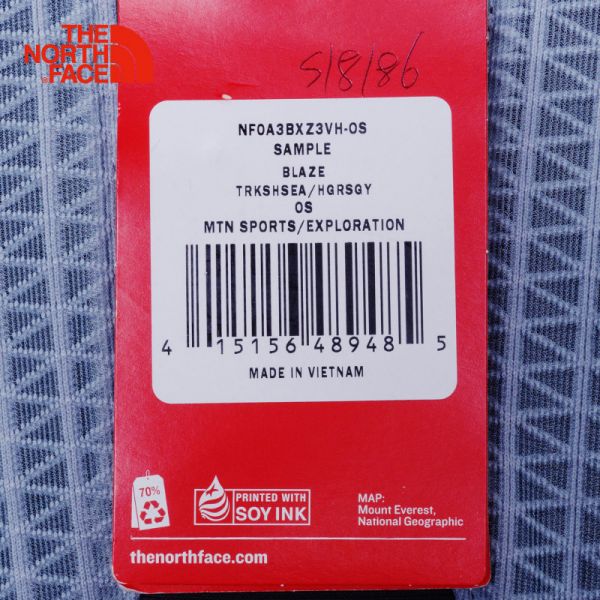 THE
NORTH
FACE
S/8/86
NF0A3BXZ3VH-OS
SAMPLE
BLAZE
TRKSHSEA/HGRSGY
OS
MTN SPORTS/EXPLORATION
4 15156 48948 5
MADE IN VIETNAM
70%
PRINTED WITH
SOY INK
MAP:
Mount Everest,
National Geographic
thenorthface.com